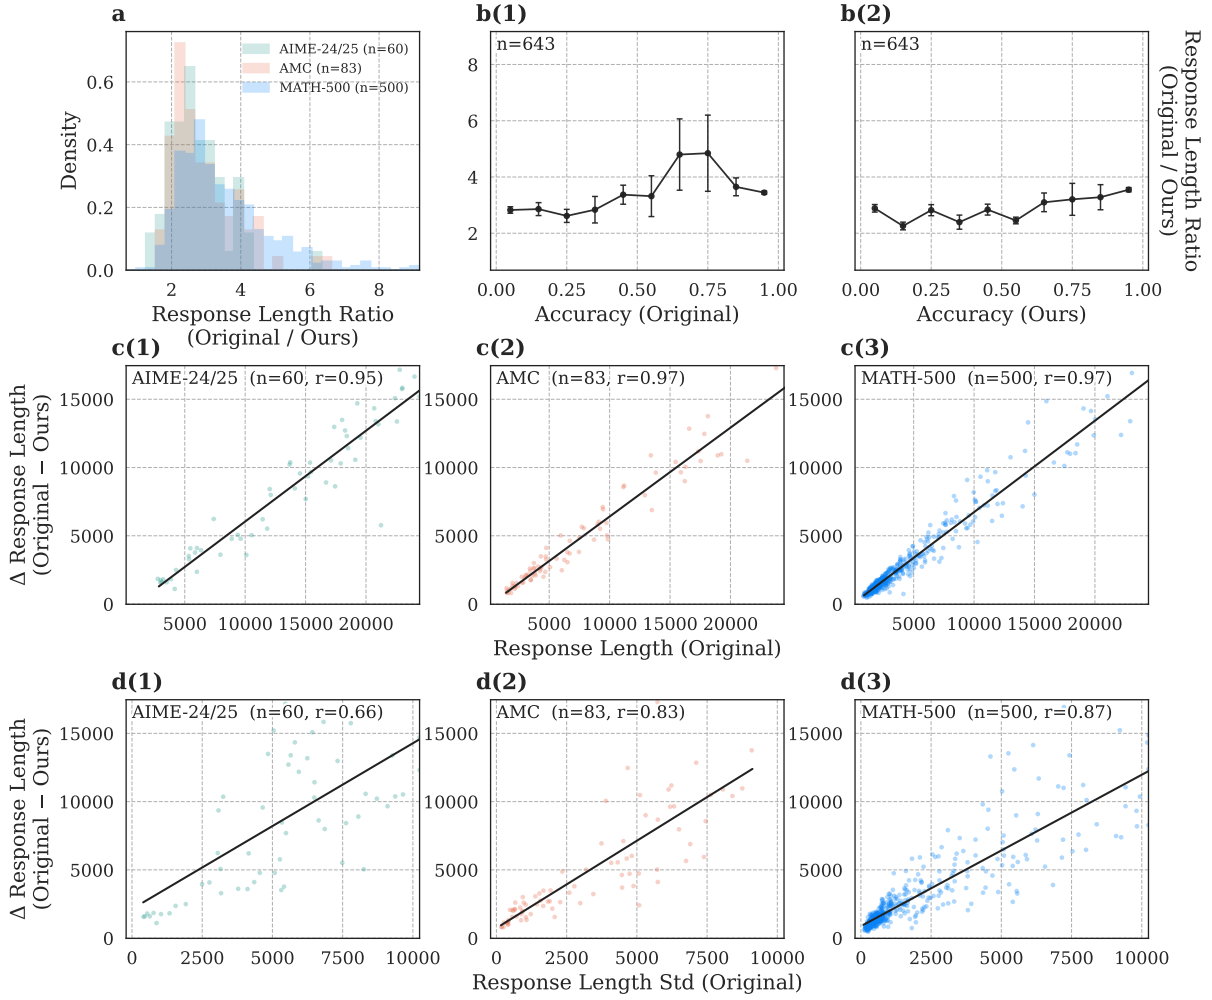 a
AIME-24/25 (n=60)
AMC (n=83)
MATH-500 (n=500)
Density
0.0
0.2
0.4
0.6
2
4
6
8
Response Length Ratio
(Original / Ours)
b(1)
n=643
8
6
4
2
0.00
0.25
0.50
0.75
1.00
Accuracy (Original)
b(2)
n=643
0.00
0.25
0.50
0.75
1.00
Accuracy (Ours)
Response Length Ratio
(Original / Ours)
c(1)
AIME-24/25 (n=60, r=0.95)
Δ Response Length
(Original − Ours)
15000
10000
5000
0
5000
10000
15000
20000
c(2)
AMC (n=83, r=0.97)
15000
10000
5000
0
5000
10000
15000
20000
Response Length (Original)
c(3)
MATH-500 (n=500, r=0.97)
15000
10000
5000
0
5000
10000
15000
20000
d(1)
AIME-24/25 (n=60, r=0.66)
Δ Response Length
(Original − Ours)
15000
10000
5000
0
0
2500
5000
7500
10000
d(2)
AMC (n=83, r=0.83)
15000
10000
5000
0
0
2500
5000
7500
10000
Response Length Std (Original)
d(3)
MATH-500 (n=500, r=0.87)
15000
10000
5000
0
0
2500
5000
7500
10000